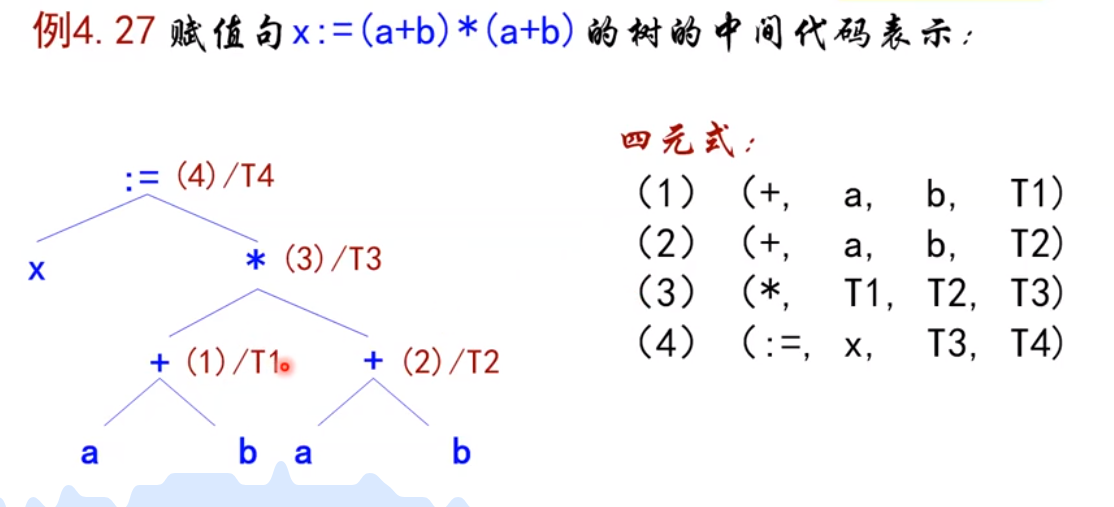 例4.27 赋值句x:=(a+b)*(a+b)的树的中间代码表示：
四元式：
:= (4)/T4
x
* (3)/T3
+ (1)/T1
+ (2)/T2
a b a b
(1) (+, a, b, T1)
(2) (+, a, b, T2)
(3) (*, T1, T2, T3)
(4) (:=, x, T3, T4)